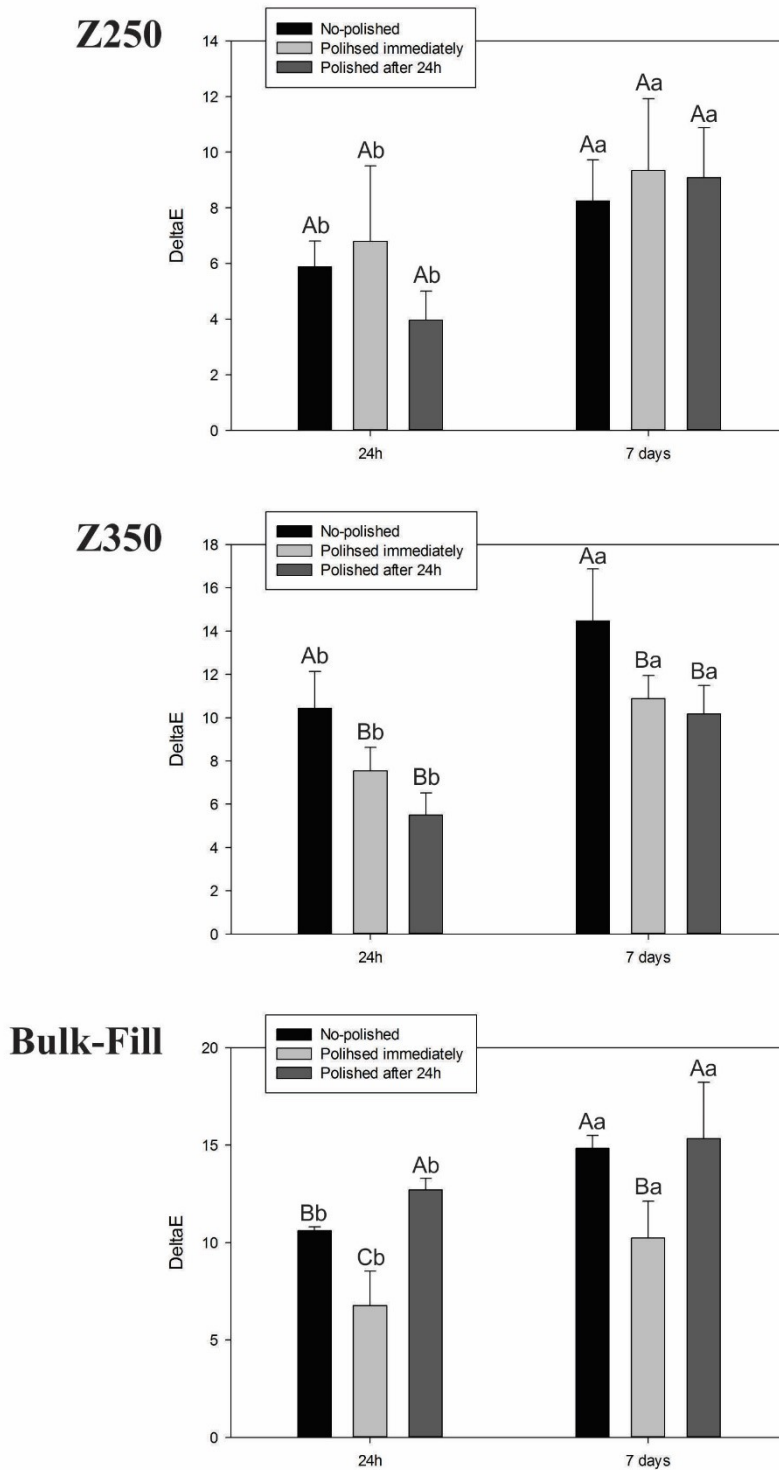 Z250
No-polished
Polihsed immediately
Polished after 24h
14
12
10
8
6
4
2
0
DeltaE
Ab
Ab
Ab
Aa
Aa
Aa
24h
7 days
Z350
No-polished
Polihsed immediately
Polished after 24h
18
16
14
12
10
8
6
4
2
0
DeltaE
Ab
Bb
Bb
Aa
Ba
Ba
24h
7 days
Bulk-Fill
No-polished
Polihsed immediately
Polished after 24h
20
15
10
5
0
DeltaE
Bb
Cb
Ab
Aa
Ba
Aa
24h
7 days